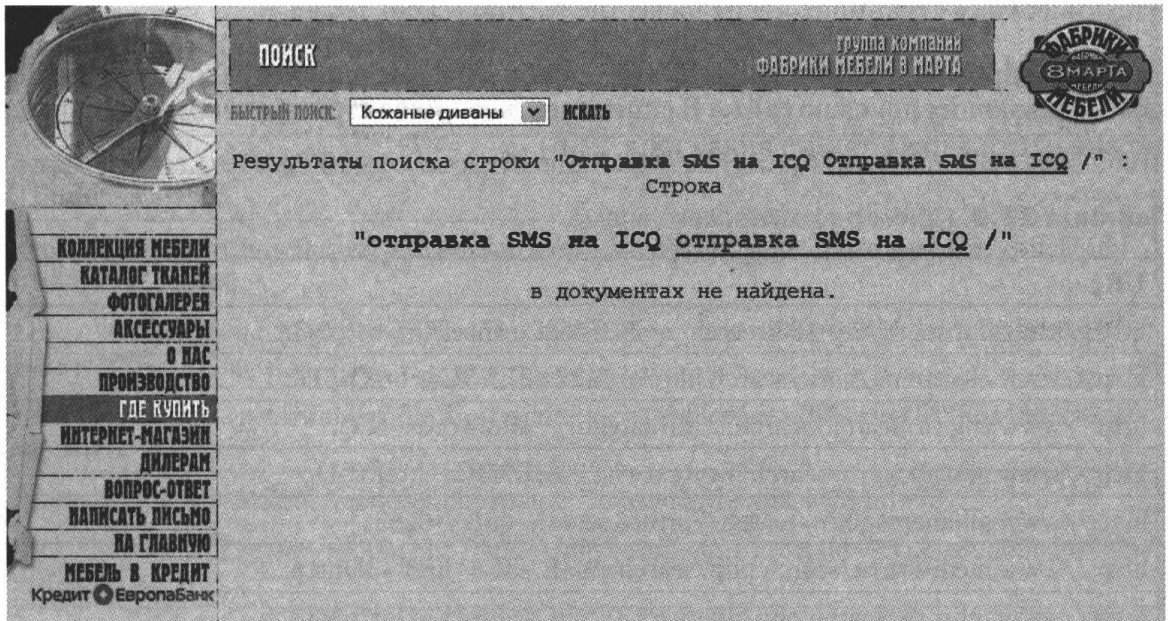 ПОИСК
группа компаний
ФАБРИКИ МЕБЕЛИ 8 МАРТА
ФАБРИКИ
8 МАРТА
МЕБЕЛИ
МЕБЕЛИ
БЫСТРЫЙ ПОИСК: Кожаные диваны ИСКАТЬ
Результаты поиска строки "Отправка SMS на ICQ Отправка SMS на ICQ /" :
Строка
"отправка SMS на ICQ отправка SMS на ICQ /"
в документах не найдена.
КОЛЛЕКЦИЯ МЕБЕЛИ
КАТАЛОГ ТКАНЕЙ
ФОТОГАЛЕРЕЯ
АКСЕССУАРЫ
О НАС
ПРОИЗВОДСТВО
ГДЕ КУПИТЬ
ИНТЕРНЕТ-МАГАЗИН
ДИЛЕРАМ
ВОПРОС-ОТВЕТ
НАПИСАТЬ ПИСЬМО
НА ГЛАВНУЮ
МЕБЕЛЬ В КРЕДИТ
Кредит ЕвропаБанк